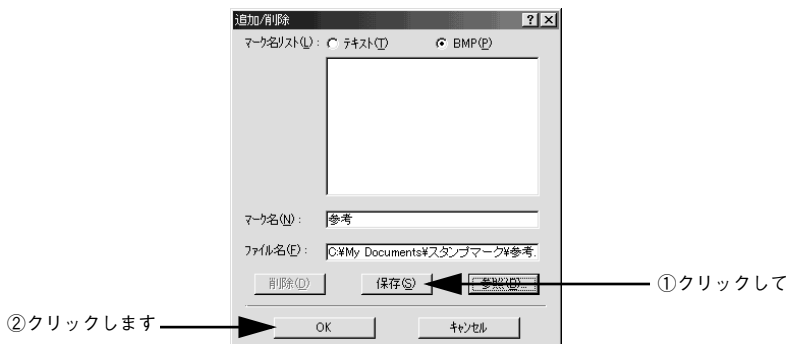 追加/削除
マーク名リスト(L): テキスト(T) BMP(P)
マーク名(N): 参考
ファイル名(F): C:¥My Documents¥スタンプマーク¥参考.
削除(D) 保存(S) 参照(B)... ①クリックして
②クリックします OK キャンセル